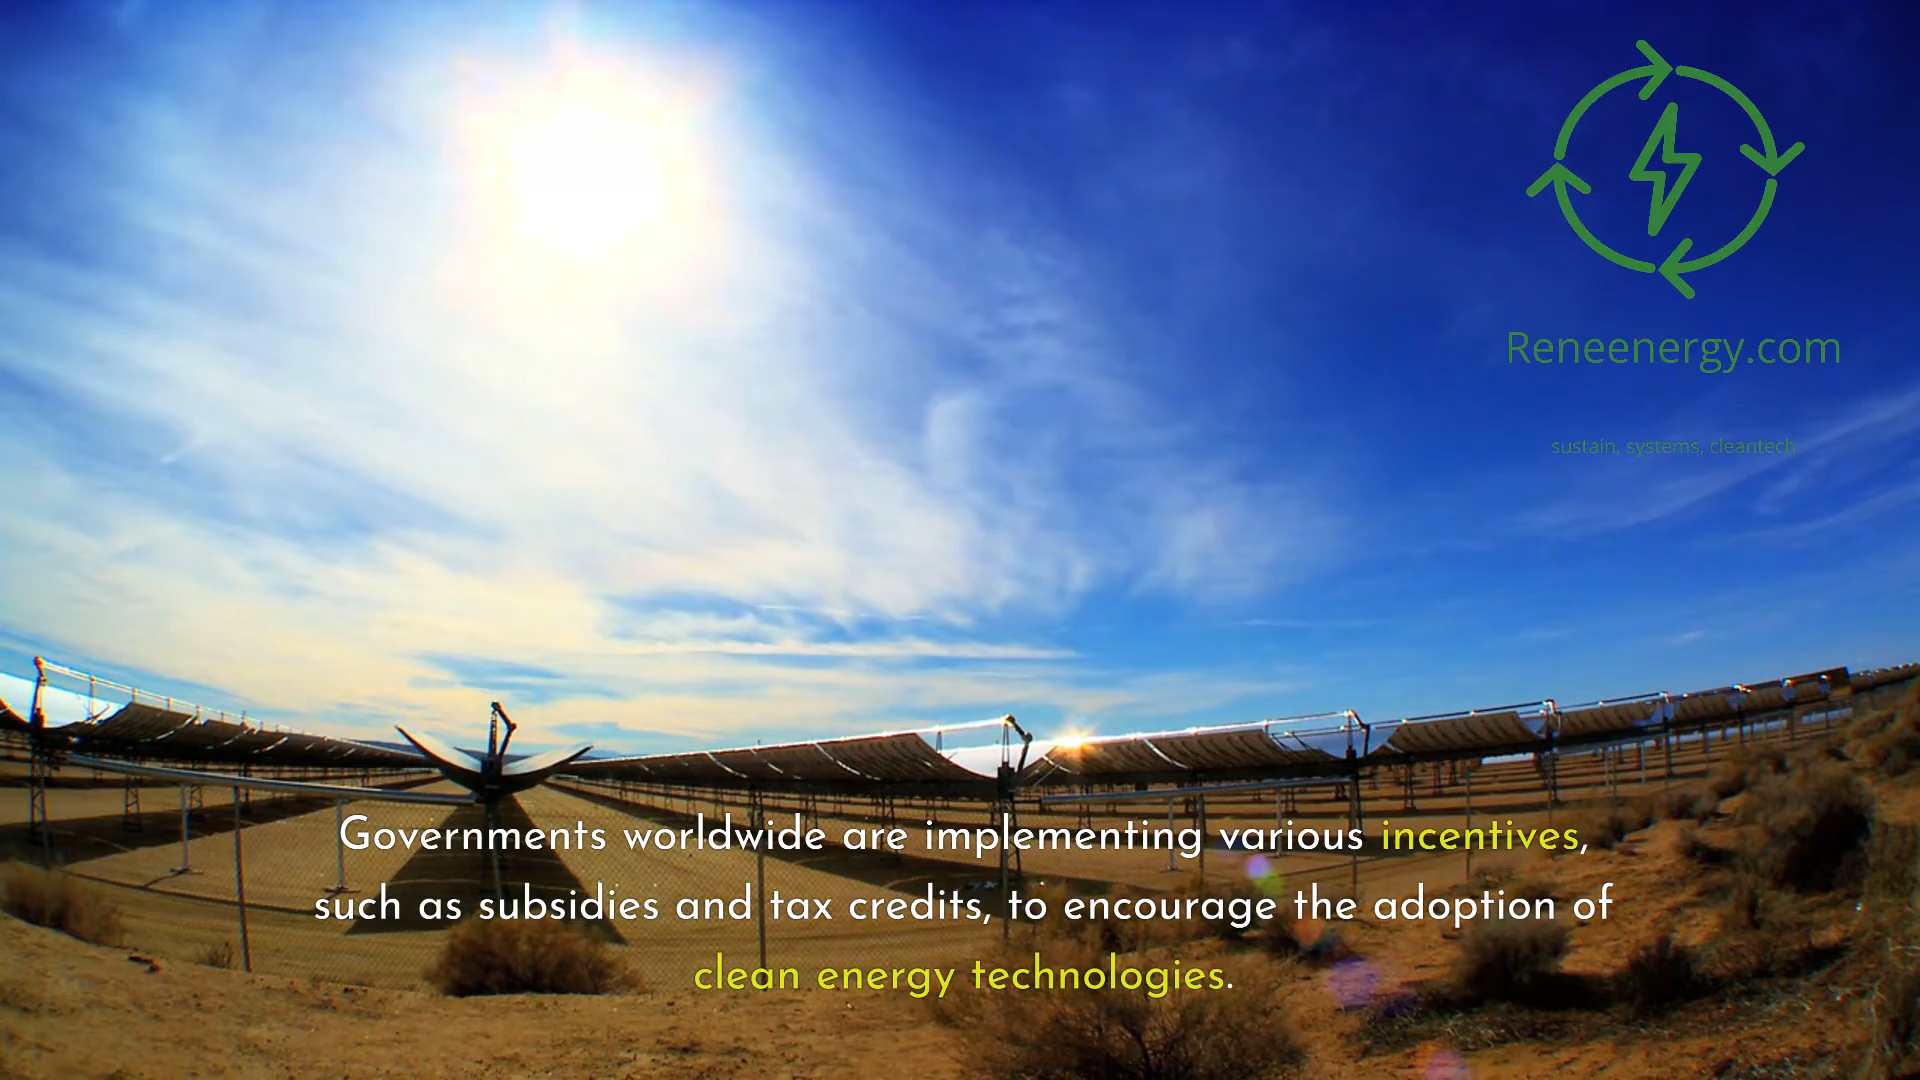 Reneenergy.com
sustain, systems, cleantech
Governments worldwide are implementing various incentives,
such as subsidies and tax credits, to encourage the adoption of
clean energy technologies.